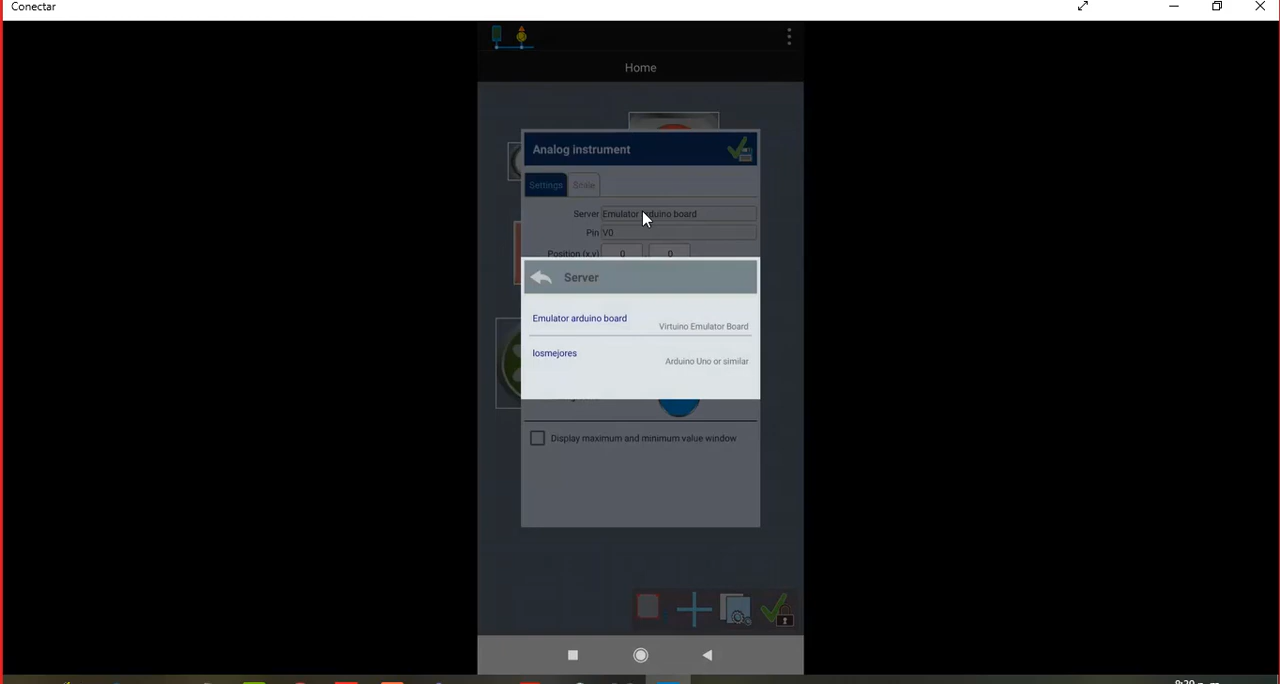 Conectar
Home
Analog instrument
Settings
Server Emulator arduino board
Pin V0
Position (x,y) 0 0
Server
Emulator arduino board
Virtuino Emulator Board
losmejores
Arduino Uno or similar
Display maximum and minimum value window